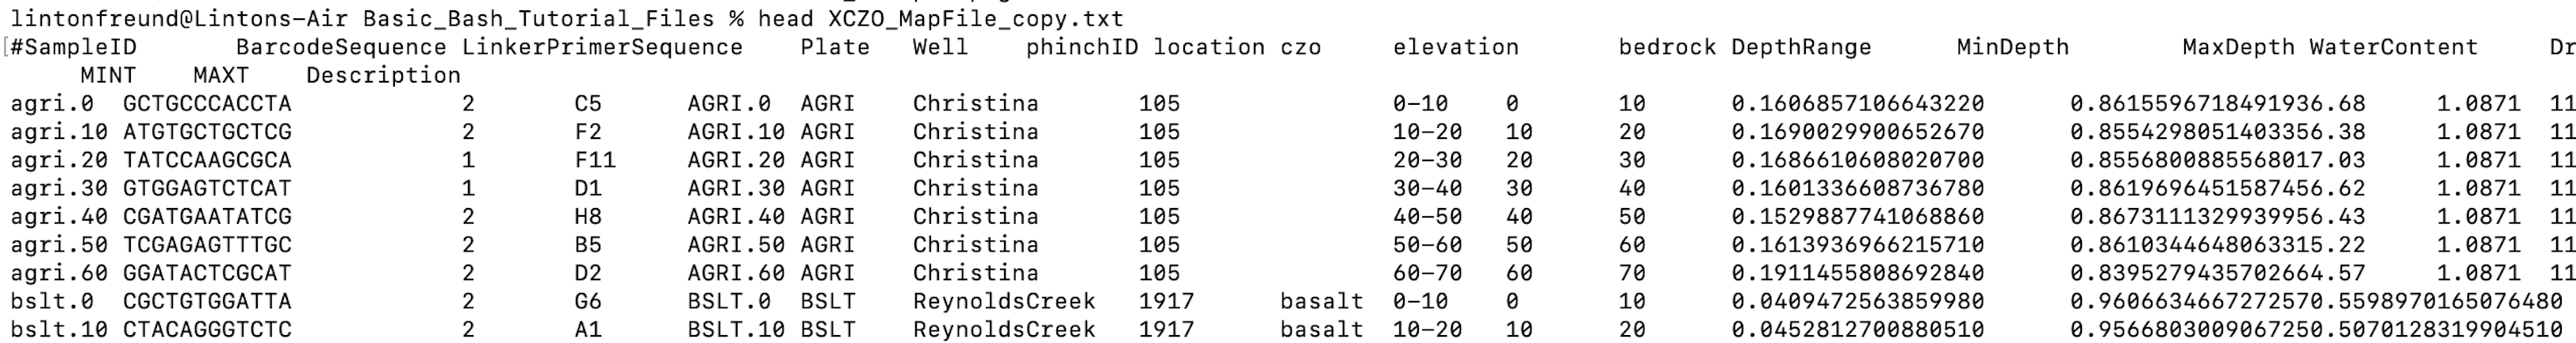 lintonfreund@Lintons-Air Basic_Bash_Tutorial_Files % head XCZO_MapFile_copy.txt
[#SampleID BarcodeSequence LinkerPrimerSequence Plate Well phinchID location czo elevation bedrock DepthRange MinDepth MaxDepth WaterContent Dr
MINT MAXT Description
agri.0 GCTGCCCACCTA 2 C5 AGRI.0 AGRI Christina 105 0-10 0 10 0.1606857106643220 0.8615596718491936.68 1.0871 11
agri.10 ATGTGCTGCTCG 2 F2 AGRI.10 AGRI Christina 105 10-20 10 20 0.1690029900652670 0.8554298051403356.38 1.0871 11
agri.20 TATCCAAGCGCA 1 F11 AGRI.20 AGRI Christina 105 20-30 20 30 0.1686610608020700 0.8556800885568017.03 1.0871 11
agri.30 GTGGAGTCTCAT 1 D1 AGRI.30 AGRI Christina 105 30-40 30 40 0.1601336608736780 0.8619696451587456.62 1.0871 11
agri.40 CGATGAATATCG 2 H8 AGRI.40 AGRI Christina 105 40-50 40 50 0.1529887741068860 0.8673111329939956.43 1.0871 11
agri.50 TCGAGAGTTTGC 2 B5 AGRI.50 AGRI Christina 105 50-60 50 60 0.1613936966215710 0.8610344648063315.22 1.0871 11
agri.60 GGATACTCGCAT 2 D2 AGRI.60 AGRI Christina 105 60-70 60 70 0.1911455808692840 0.8395279435702664.57 1.0871 11
bslt.0 CGCTGTGGATTA 2 G6 BSLT.0 BSLT ReynoldsCreek 1917 basalt 0-10 0 10 0.0409472563859980 0.9606634667272570.5598970165076480
bslt.10 CTACAGGGTCTC 2 A1 BSLT.10 BSLT ReynoldsCreek 1917 basalt 10-20 10 20 0.0452812700880510 0.9566803009067250.5070128319904510